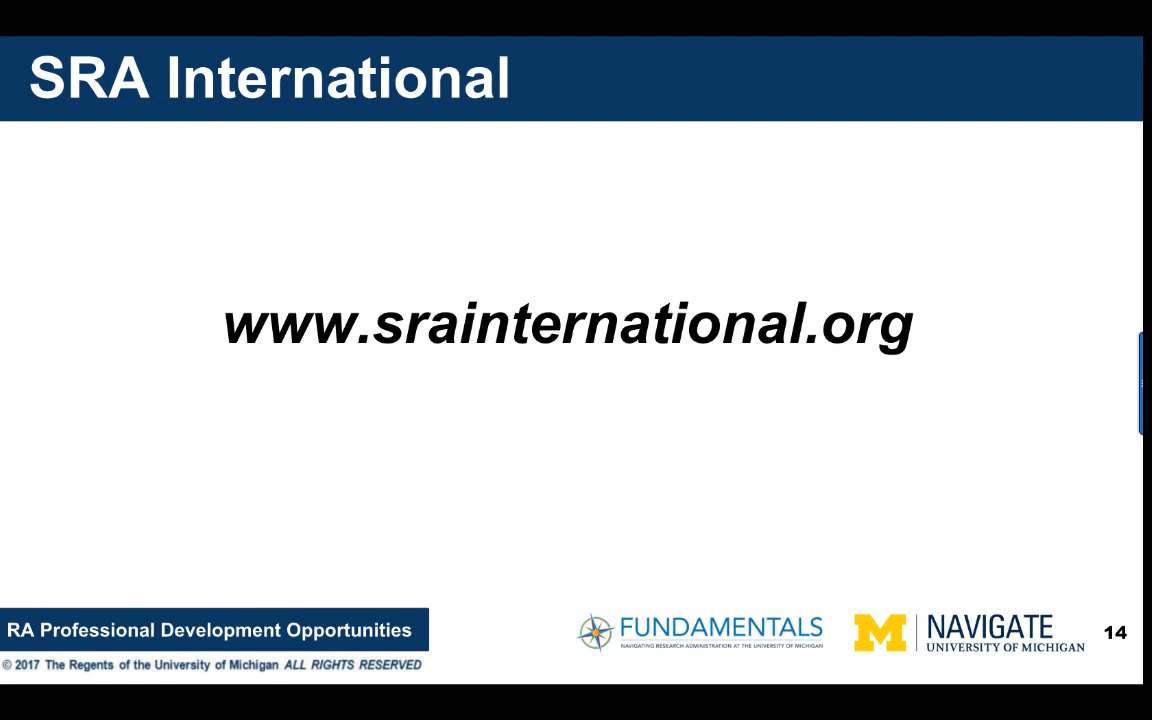 SRA International
www.srainternational.org
RA Professional Development Opportunities
© 2017 The Regents of the University of Michigan ALL RIGHTS RESERVED
FUNDAMENTALS
NAVIGATING RESEARCH ADMINISTRATION AT THE UNIVERSITY OF MICHIGAN
M NAVIGATE
UNIVERSITY OF MICHIGAN
14